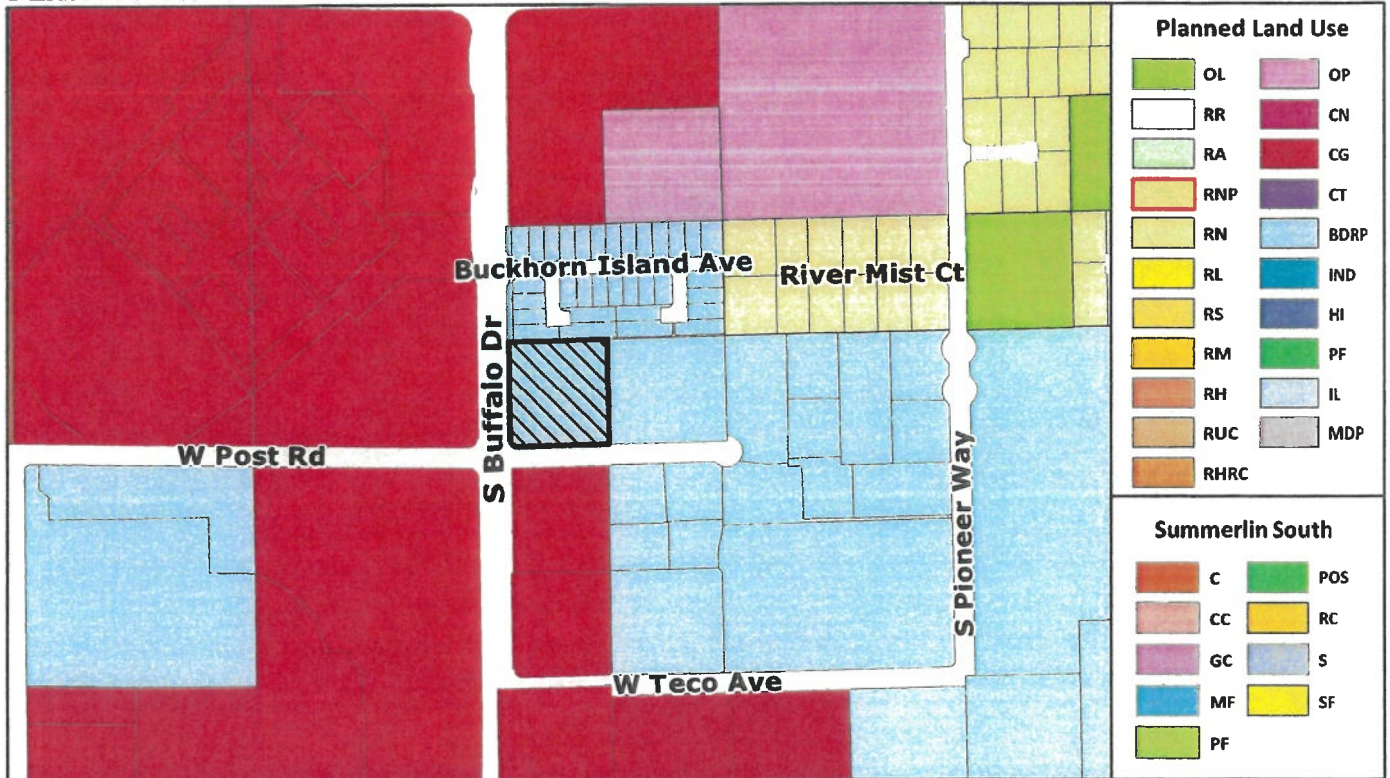 Buckhorn Island Ave
River Mist Ct
S Buffalo Dr
W Post Rd
S Pioneer Way
W Teco Ave
Planned Land Use
OL OP
RR CN
RA CG
RNP CT
RN BDRP
RL IND
RS HI
RM PF
RH IL
RUC MDP
RHRC
Summerlin South
C POS
CC RC
GC S
MF SF
PF